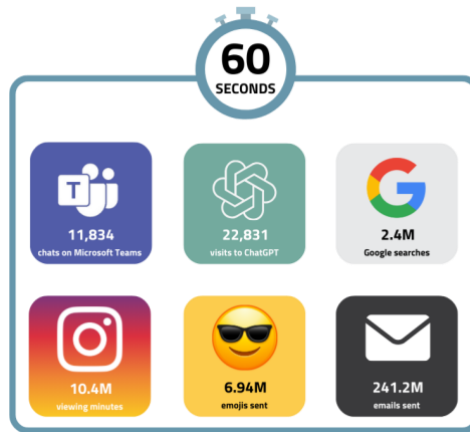 60
SECONDS
T
11,834
chats on Microsoft Teams
22,831
visits to ChatGPT
2.4M
Google searches
10.4M
viewing minutes
6.94M
emojis sent
241.2M
emails sent